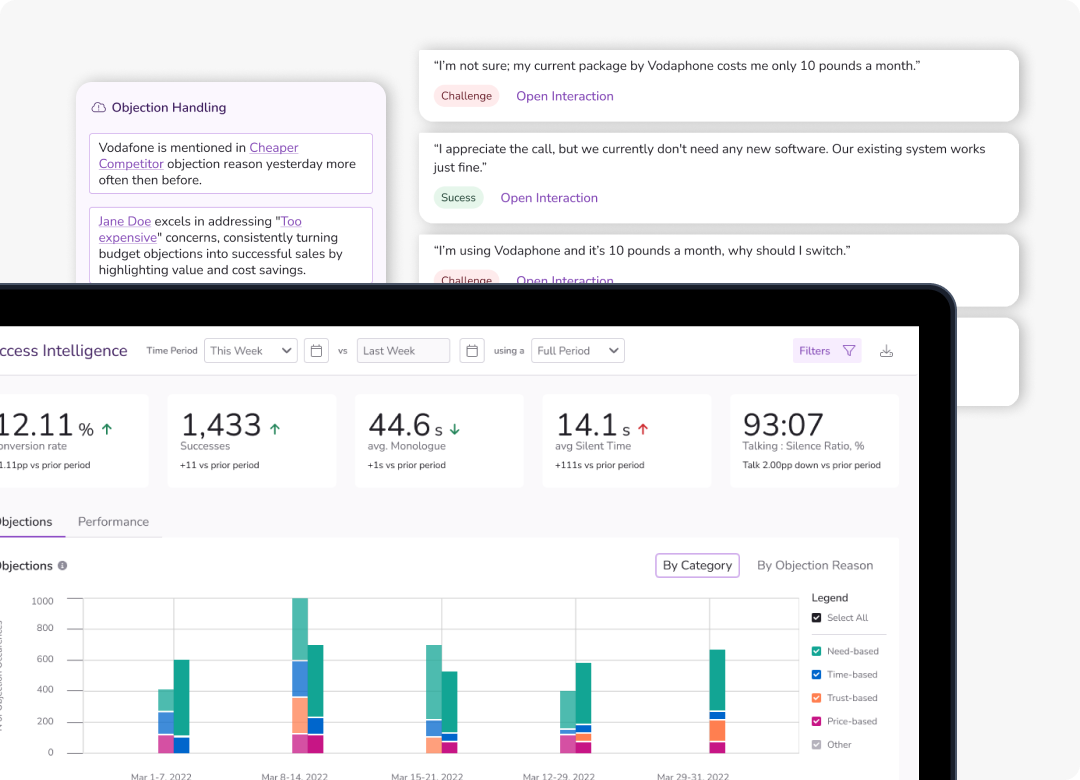 “I’m not sure; my current package by Vodaphone costs me only 10 pounds a month.”
Challenge Open Interaction
Objection Handling
Vodafone is mentioned in Cheaper
Competitor objection reason yesterday more
often then before.
“I appreciate the call, but we currently don't need any new software. Our existing system works
just fine.”
Sucess Open Interaction
Jane Doe excels in addressing "Too
expensive" concerns, consistently turning
budget objections into successful sales by
highlighting value and cost savings.
“I’m using Vodaphone and it’s 10 pounds a month, why should I switch.”
Challenge Open Interaction
ccess Intelligence
Time Period This Week vs Last Week using a Full Period
Filters
12.11 %
onversion rate
1.11pp vs prior period
1,433
Successes
+11 vs prior period
44.6 s
avg. Monologue
+1s vs prior period
14.1 s
avg Silent Time
+111s vs prior period
93:07
Talking : Silence Ratio, %
Talk 2.00pp down vs prior period
Objections Performance
Objections
By Category By Objection Reason
1000
800
600
400
200
0
Mar 1-7, 2022
Mar 8-14, 2022
Mar 15-21, 2022
Mar 12-29, 2022
Mar 29-31, 2022
Legend
Select All
Need-based
Time-based
Trust-based
Price-based
Other